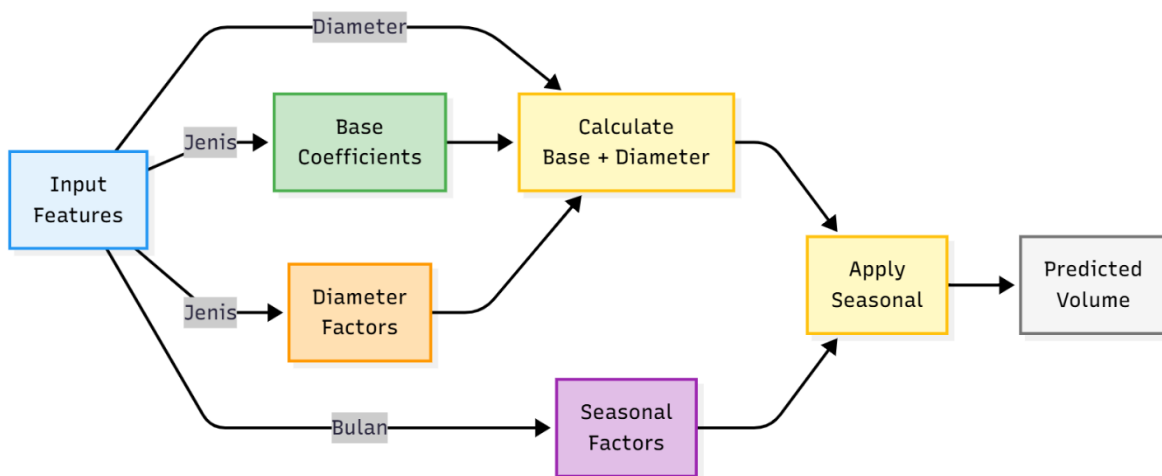 Diameter
Jenis
Base
Coefficients
Calculate
Base + Diameter
Input
Features
Jenis
Diameter
Factors
Apply
Seasonal
Predicted
Volume
Bulan
Seasonal
Factors